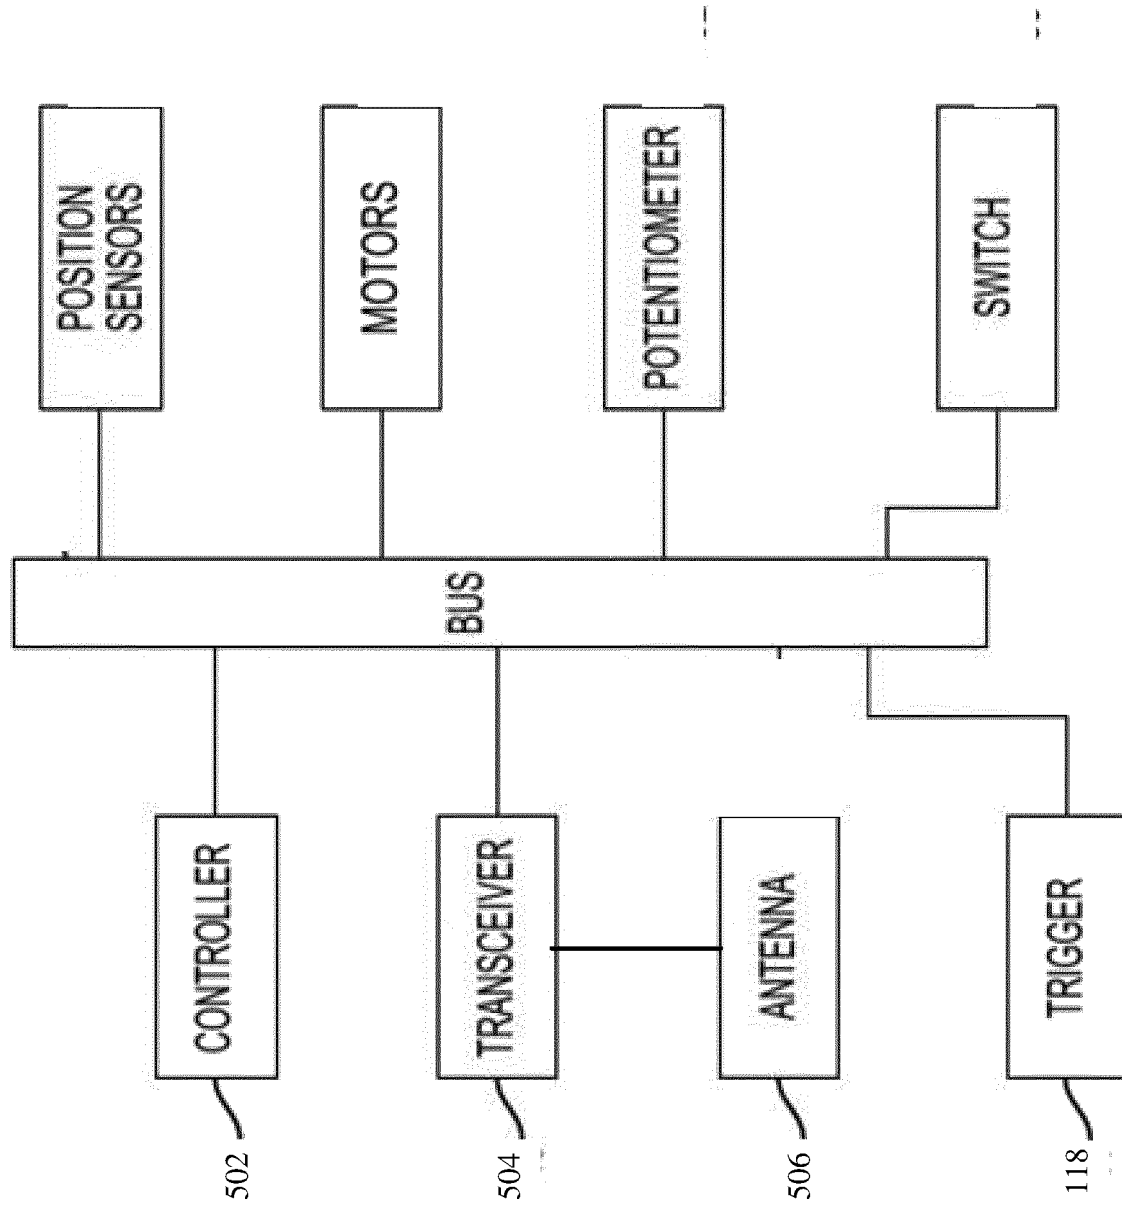 502
CONTROLLER
504
TRANSCEIVER
506
ANTENNA
118
TRIGGER
BUS
POSITION
SENSORS
MOTORS
POTENTIOMETER
SWITCH